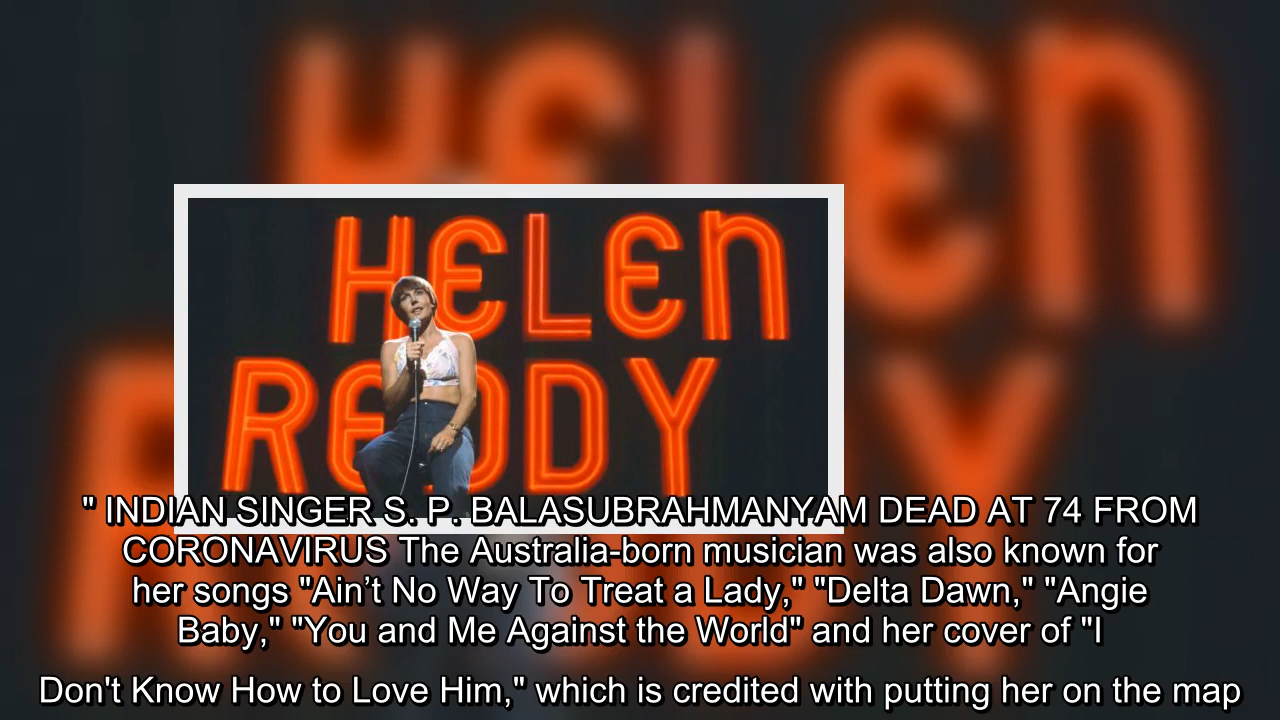 HELEN
REDDY
" INDIAN SINGER S. P. BALASUBRAHMANYAM DEAD AT 74 FROM
CORONAVIRUS The Australia-born musician was also known for
her songs "Ain’t No Way To Treat a Lady," "Delta Dawn," "Angie
Baby," "You and Me Against the World" and her cover of "I
Don't Know How to Love Him," which is credited with putting her on the map